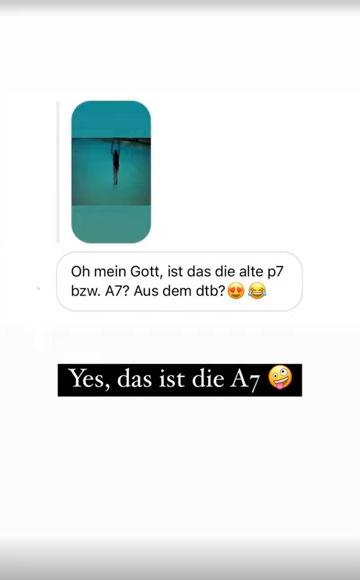 Oh mein Gott, ist das die alte p7
bzw. A7? Aus dem dtb?😍😂
Yes, das ist die A7 🤪